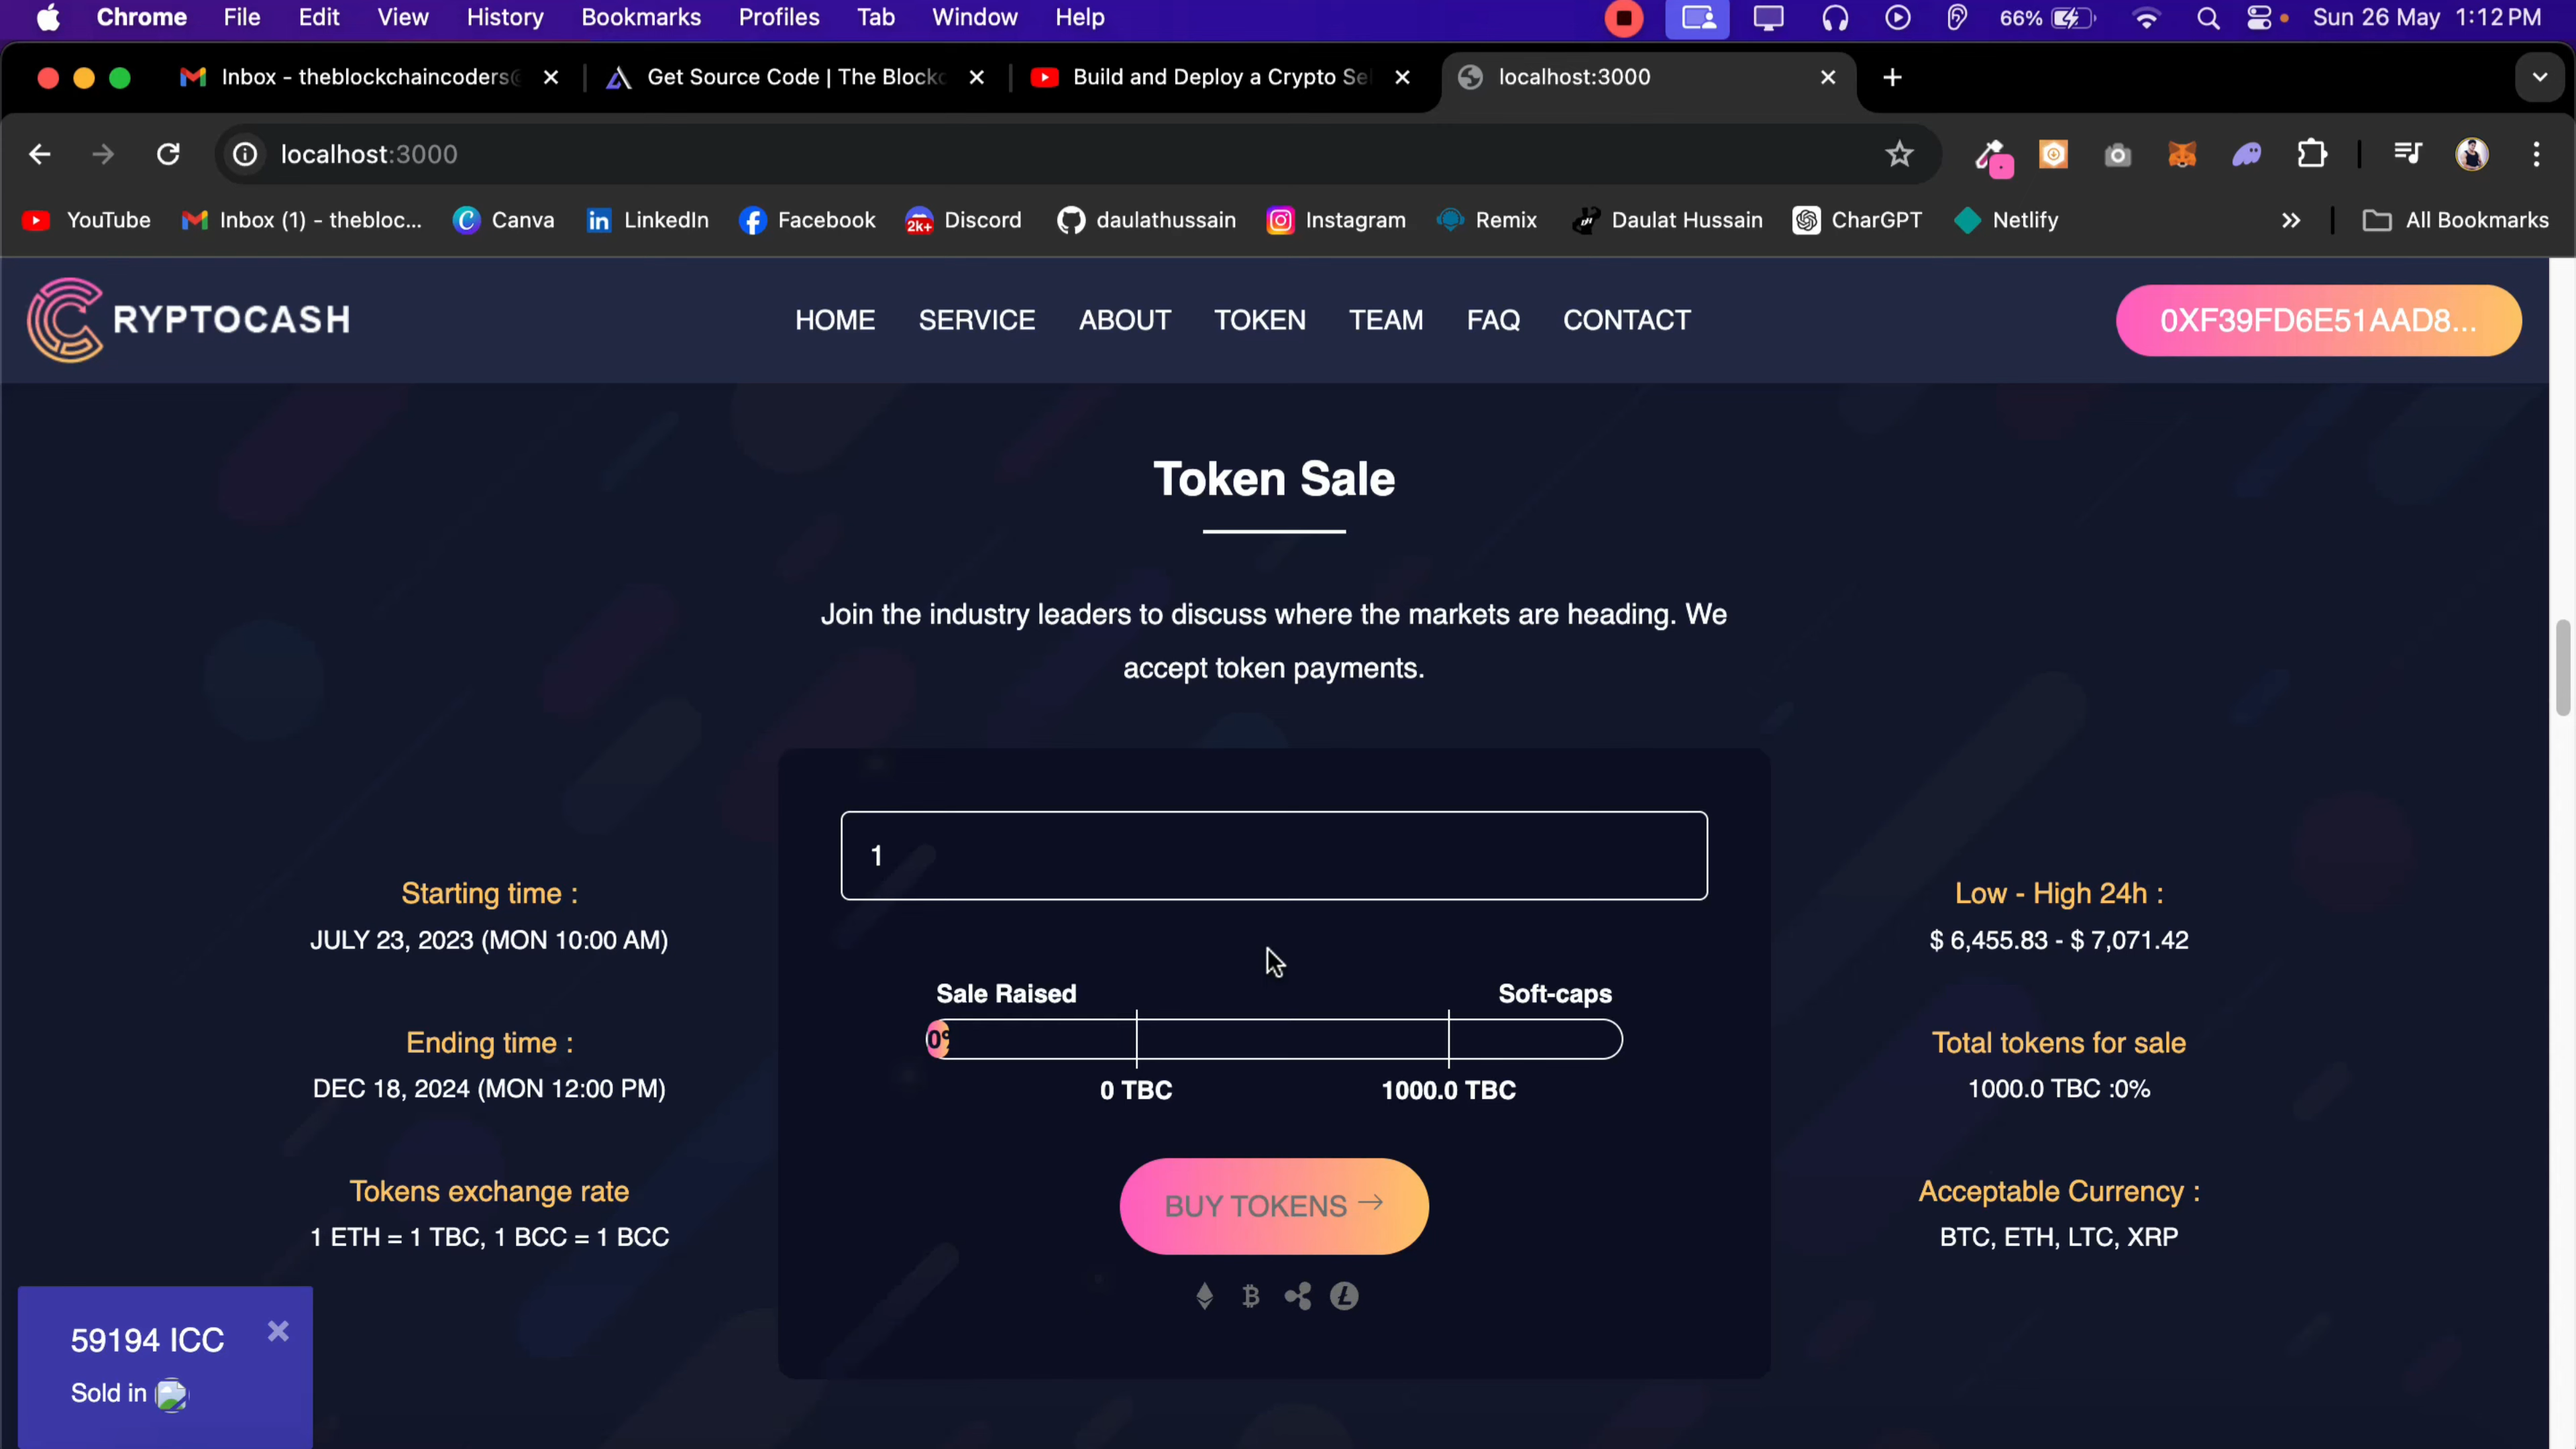 Chrome File Edit View History Bookmarks Profiles Tab Window Help 66% Sun 26 May 1:12 PM
Inbox - theblockchaincoders@ Get Source Code | The Blockc Build and Deploy a Crypto Sel localhost:3000
localhost:3000
YouTube Inbox (1) - thebloc... Canva LinkedIn Facebook 2k+ Discord daulathussain Instagram Remix Daulat Hussain CharGPT Netlify All Bookmarks
RYPTOCASH HOME SERVICE ABOUT TOKEN TEAM FAQ CONTACT 0XF39FD6E51AAD8...
Token Sale
Join the industry leaders to discuss where the markets are heading. We
accept token payments.
1
Starting time :
JULY 23, 2023 (MON 10:00 AM)
Ending time :
DEC 18, 2024 (MON 12:00 PM)
Tokens exchange rate
1 ETH = 1 TBC, 1 BCC = 1 BCC
Sale Raised Soft-caps
0%
0 TBC 1000.0 TBC
BUY TOKENS
Low - High 24h :
$ 6,455.83 - $ 7,071.42
Total tokens for sale
1000.0 TBC :0%
Acceptable Currency :
BTC, ETH, LTC, XRP
59194 ICC
Sold in